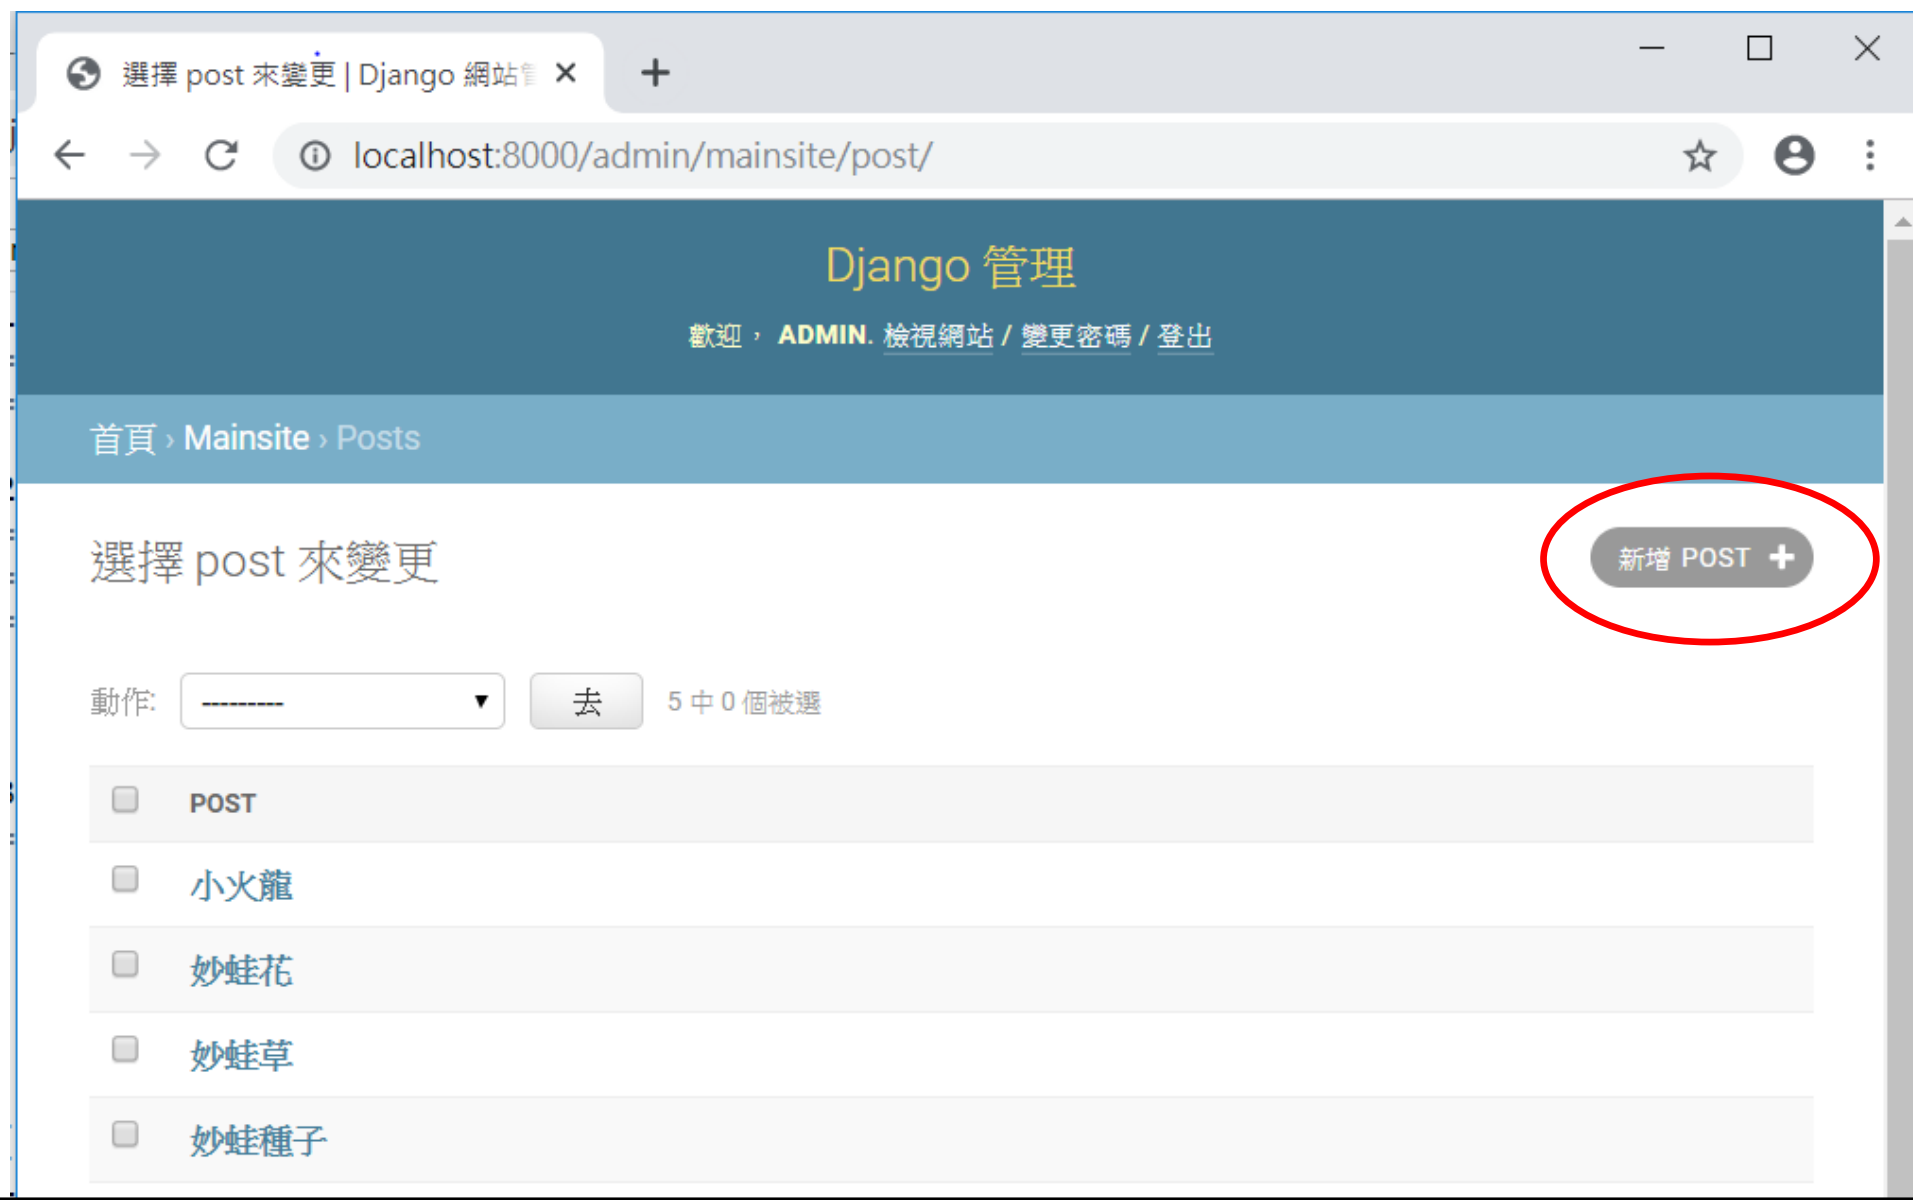 選擇 post 來變更 | Django 網站
localhost:8000/admin/mainsite/post/
Django 管理
歡迎，ADMIN. 檢視網站 / 變更密碼 / 登出
首頁 › Mainsite › Posts
選擇 post 來變更
新增 POST +
動作: --------- 去 5 中 0 個被選
POST
小火龍
妙蛙花
妙蛙草
妙蛙種子